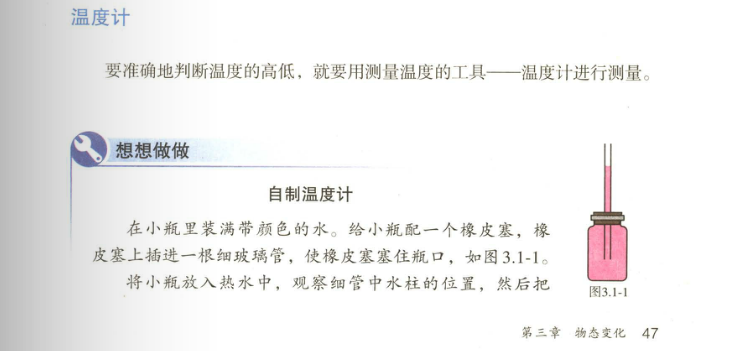 温度计
要准确地判断温度的高低，就要用测量温度的工具——温度计进行测量。
想想做做
自制温度计
在小瓶里装满带颜色的水。给小瓶配一个橡皮塞，橡
皮塞上插进一根细玻璃管，使橡皮塞塞住瓶口，如图3.1-1。
将小瓶放入热水中，观察细管中水柱的位置，然后把
图3.1-1
第三章 物态变化 47